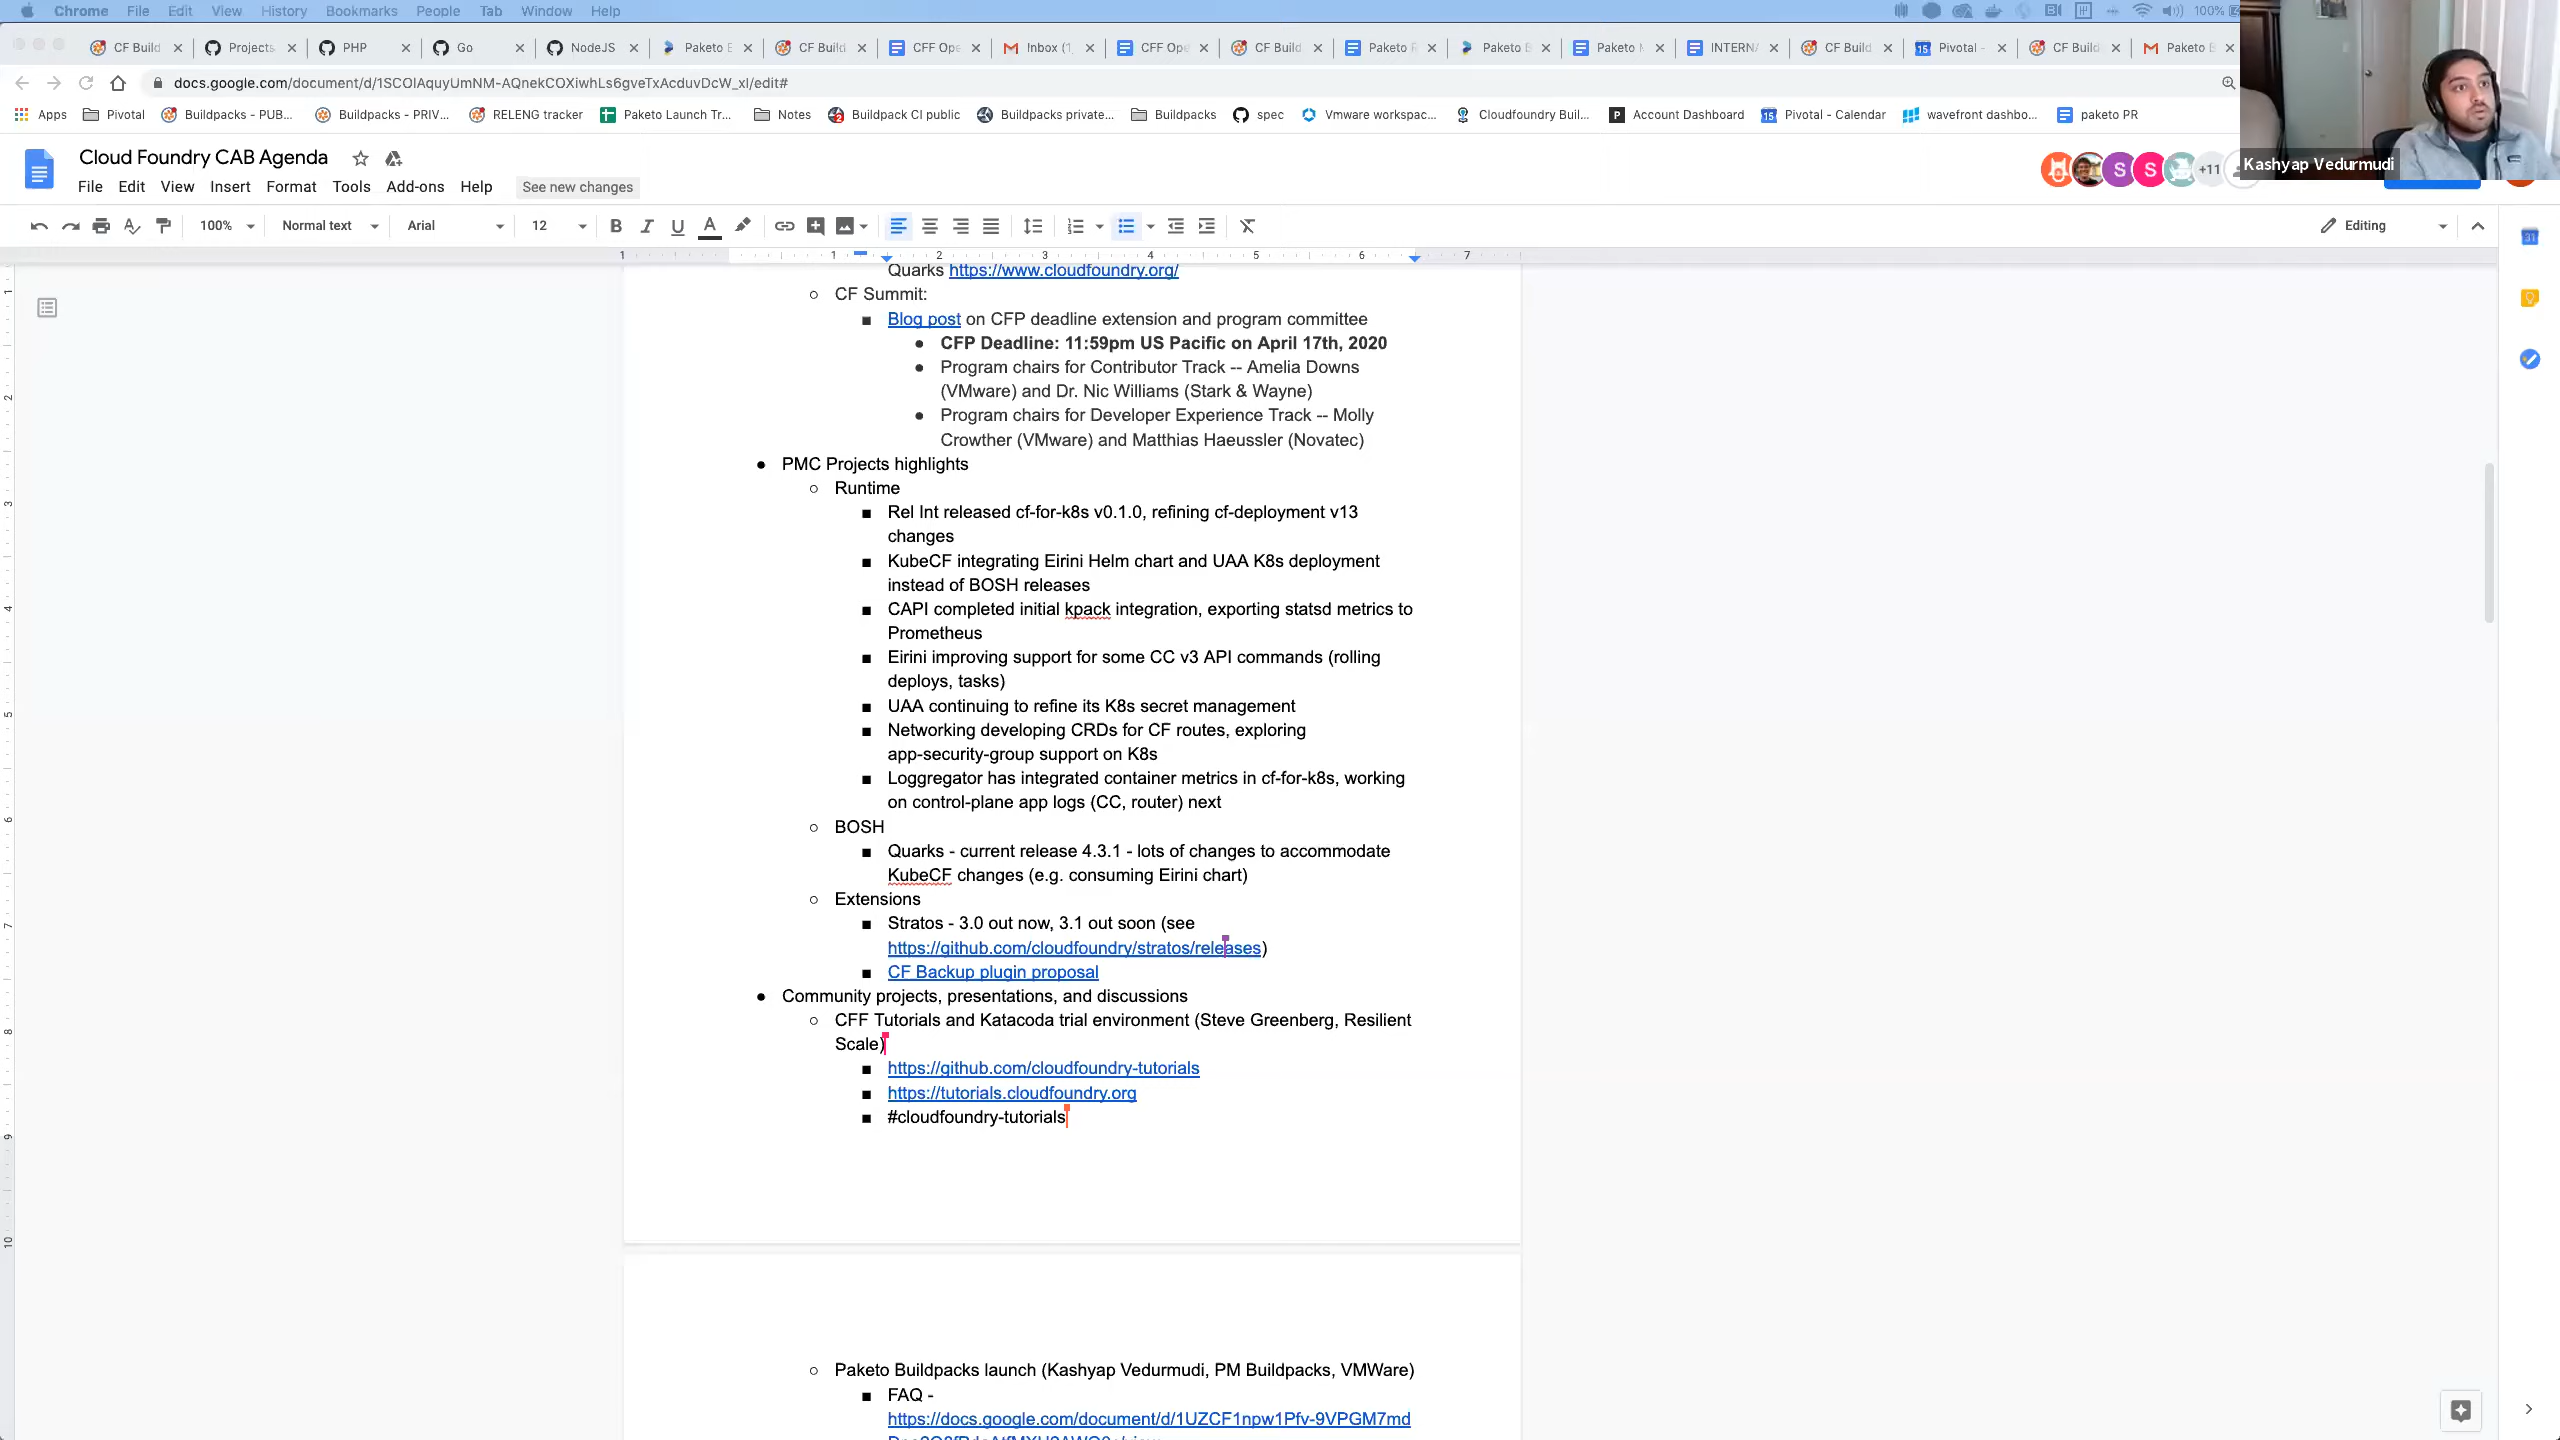 Chrome File Edit View History Bookmarks People Tab Window Help 100%
CF Build Projects PHP Go NodeJS Paketo B CF Build CFF Ope Inbox (1 CFF Ope CF Build Paketo R Paketo B Paketo M INTERNA CF Build Pivotal - CF Build Paketo B
docs.google.com/document/d/1SCOlAquyUmNM-AQnekCOXiwhLs6gveTxAcduvDcW_xI/edit#
Apps Pivotal Buildpacks - PUB... Buildpacks - PRIV... RELENG tracker Paketo Launch Tr... Notes Buildpack CI public Buildpacks private... Buildpacks spec Vmware workspac... Cloudfoundry Buil... Account Dashboard Pivotal - Calendar wavefront dashbo... paketo PR
Cloud Foundry CAB Agenda
Kashyap Vedurmudi
S S +11
File Edit View Insert Format Tools Add-ons Help See new changes
100% Normal text Arial 12 B I U A Editing
1 1 2 3 4 5 6 7
Quarks https://www.cloudfoundry.org/
○ CF Summit:
■ Blog post on CFP deadline extension and program committee
● CFP Deadline: 11:59pm US Pacific on April 17th, 2020
● Program chairs for Contributor Track -- Amelia Downs
(VMware) and Dr. Nic Williams (Stark & Wayne)
● Program chairs for Developer Experience Track -- Molly
Crowther (VMware) and Matthias Haeussler (Novatec)
● PMC Projects highlights
○ Runtime
■ Rel Int released cf-for-k8s v0.1.0, refining cf-deployment v13
changes
■ KubeCF integrating Eirini Helm chart and UAA K8s deployment
instead of BOSH releases
■ CAPI completed initial kpack integration, exporting statsd metrics to
Prometheus
■ Eirini improving support for some CC v3 API commands (rolling
deploys, tasks)
■ UAA continuing to refine its K8s secret management
■ Networking developing CRDs for CF routes, exploring
app-security-group support on K8s
■ Loggregator has integrated container metrics in cf-for-k8s, working
on control-plane app logs (CC, router) next
○ BOSH
■ Quarks - current release 4.3.1 - lots of changes to accommodate
KubeCF changes (e.g. consuming Eirini chart)
○ Extensions
■ Stratos - 3.0 out now, 3.1 out soon (see
https://github.com/cloudfoundry/stratos/releases)
■ CF Backup plugin proposal
● Community projects, presentations, and discussions
○ CFF Tutorials and Katacoda trial environment (Steve Greenberg, Resilient
Scale)
■ https://github.com/cloudfoundry-tutorials
■ https://tutorials.cloudfoundry.org
■ #cloudfoundry-tutorials
○ Paketo Buildpacks launch (Kashyap Vedurmudi, PM Buildpacks, VMWare)
■ FAQ -
https://docs.google.com/document/d/1UZCF1npw1Pfv-9VPGM7md